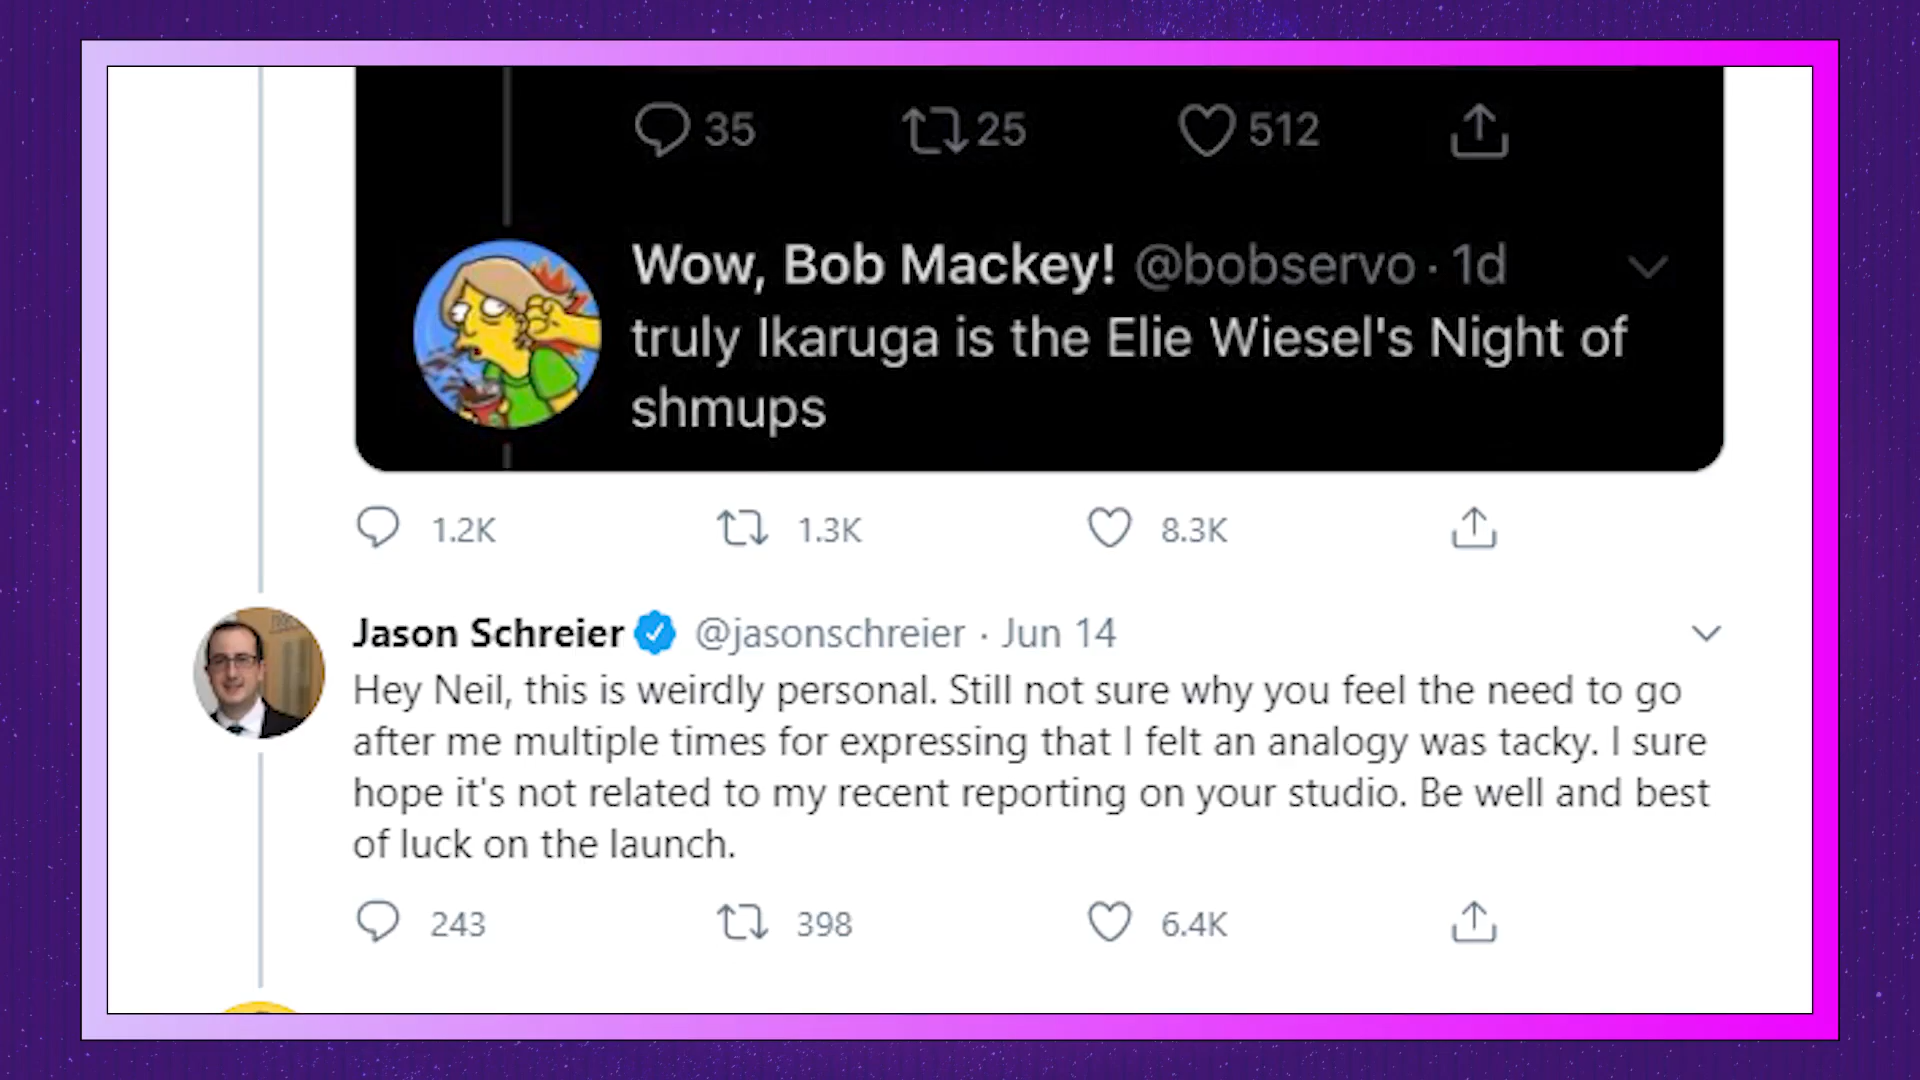 35 25 512
Wow, Bob Mackey! @bobservo · 1d
truly Ikaruga is the Elie Wiesel's Night of
shmups
1.2K 1.3K 8.3K
Jason Schreier @jasonschreier · Jun 14
Hey Neil, this is weirdly personal. Still not sure why you feel the need to go
after me multiple times for expressing that I felt an analogy was tacky. I sure
hope it's not related to my recent reporting on your studio. Be well and best
of luck on the launch.
243 398 6.4K